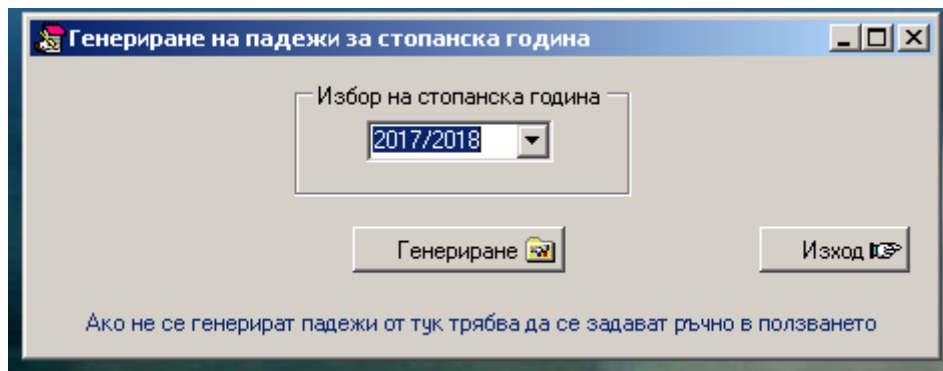 Генериране на падежи за стопанска година
Избор на стопанска година
2017/2018
Генериране
Изход
Ако не се генерират падежи от тук трябва да се задават ръчно в ползването